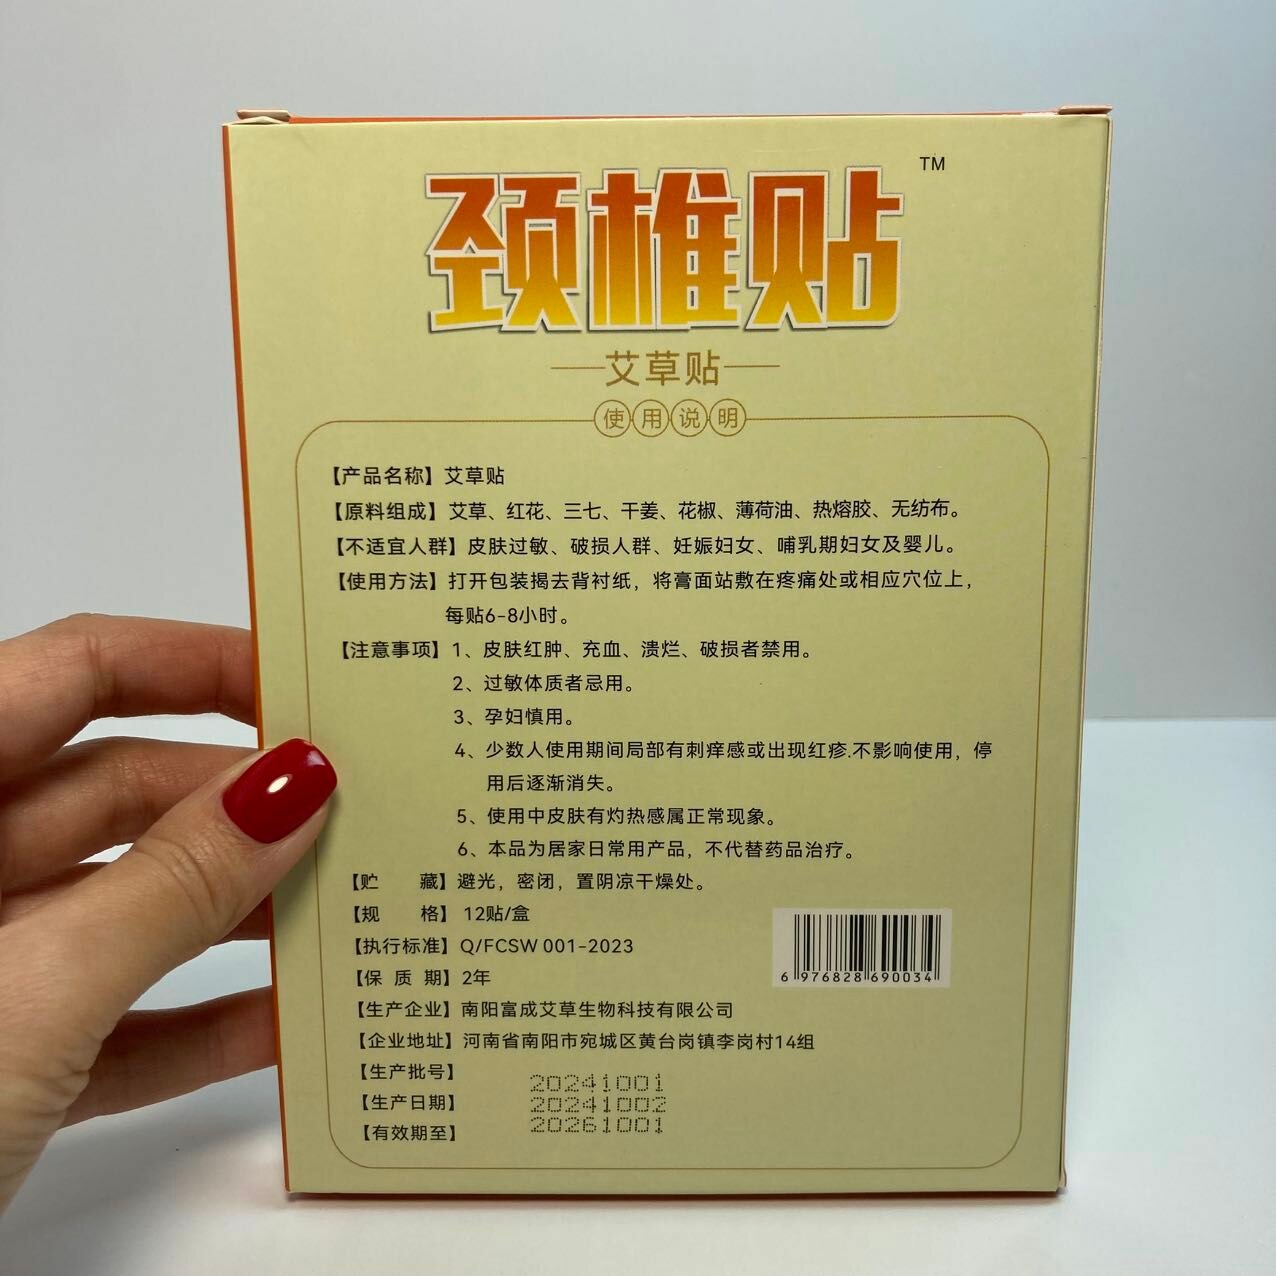 颈椎贴 TM
艾草贴
使用说明
【产品名称】艾草贴
【原料组成】艾草、红花、三七、干姜、花椒、薄荷油、热熔胶、无纺布。
【不适宜人群】皮肤过敏、破损人群、妊娠妇女、哺乳期妇女及婴儿。
【使用方法】打开包装揭去背衬纸，将膏面站敷在疼痛处或相应穴位上，
每贴6-8小时。
【注意事项】1、皮肤红肿、充血、溃烂、破损者禁用。
2、过敏体质者忌用。
3、孕妇慎用。
4、少数人使用期间局部有刺痒感或出现红疹.不影响使用，停
用后逐渐消失。
5、使用中皮肤有灼热感属正常现象。
6、本品为居家日常用产品，不代替药品治疗。
【贮 藏】避光，密闭，置阴凉干燥处。
【规 格】12贴/盒
【执行标准】Q/FCSW 001-2023
【保 质 期】2年
6 976828 690034
【生产企业】南阳富成艾草生物科技有限公司
【企业地址】河南省南阳市宛城区黄台岗镇李岗村14组
【生产批号】20241001
【生产日期】20241002
【有效期至】20261001